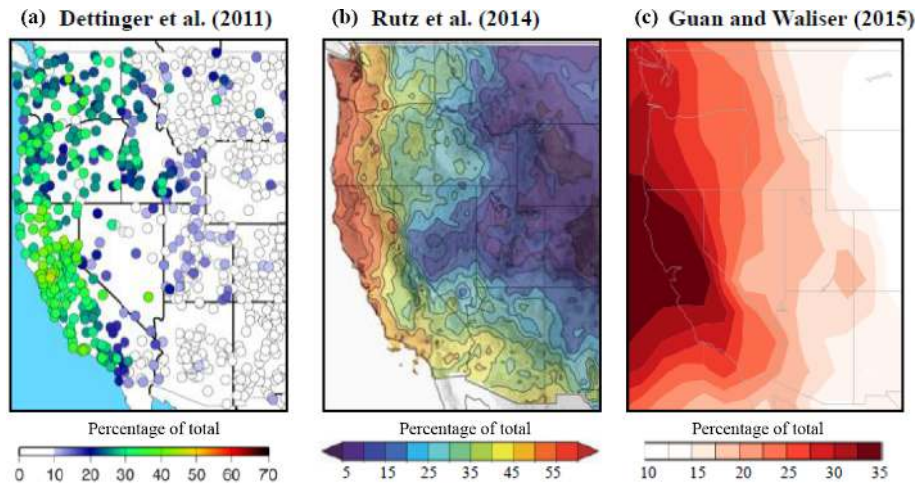 (a) Dettinger et al. (2011)
(b) Rutz et al. (2014)
(c) Guan and Waliser (2015)
Percentage of total
0 10 20 30 40 50 60 70
Percentage of total
5 15 25 35 45 55
Percentage of total
10 15 20 25 30 35